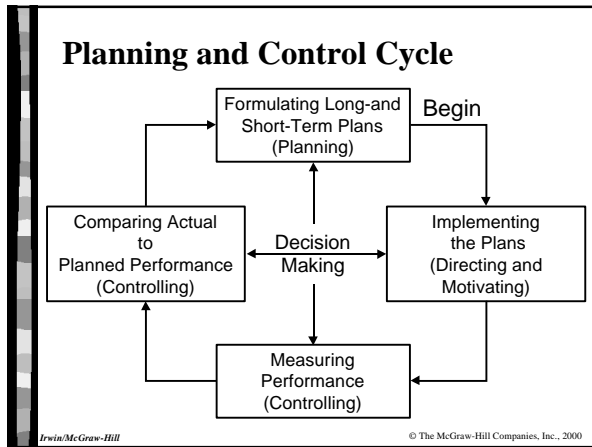 Planning and Control Cycle
Formulating Long-and
Short-Term Plans
(Planning)
Begin
Comparing Actual
to
Planned Performance
(Controlling)
Decision
Making
Implementing
the Plans
(Directing and
Motivating)
Measuring
Performance
(Controlling)
Irwin/McGraw-Hill
© The McGraw-Hill Companies, Inc., 2000